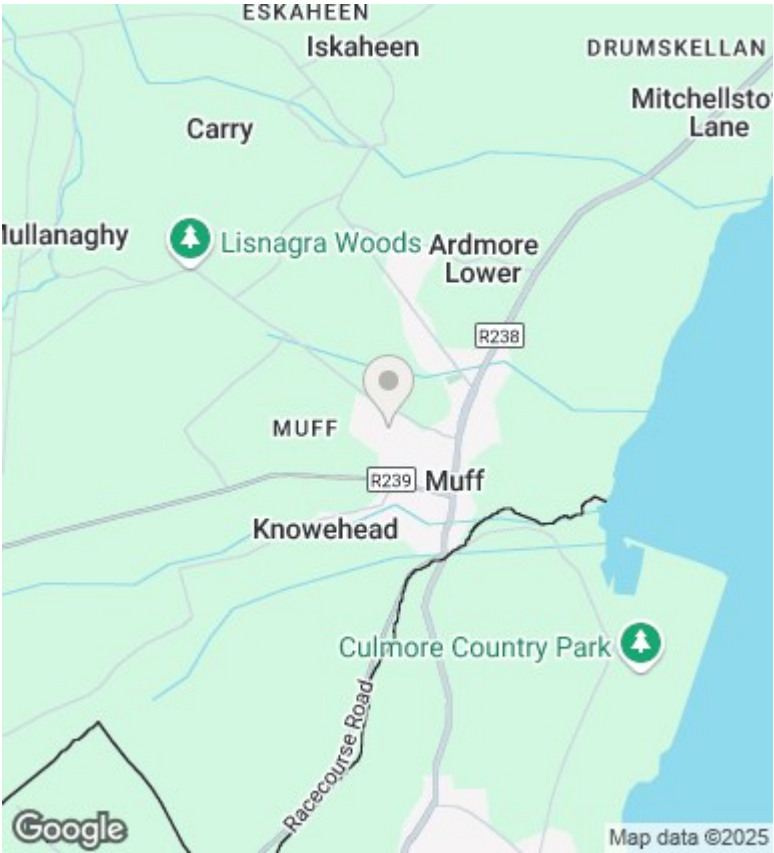 ESKAHEEN
Iskaheen
DRUMSKELLAN
Carry
Lane
Lisnagra Woods
Ardmore
Lower
R238
MUFF
R239
Muff
Knowehead
Culmore Country Park
Racecourse Road
Google
Map data ©2025